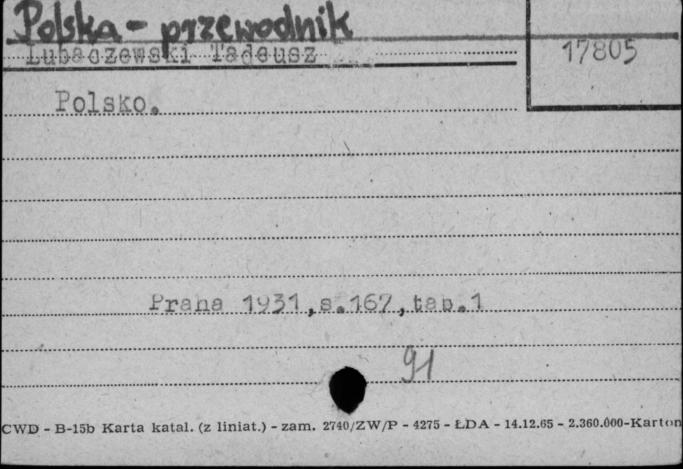 Polska - przewodnik
Lubaczewski Tadeusz
17805
Polsko.
Praha 1931,s.167,tab.1
91
CWD - B-15b Karta katal. (z liniat.) - zam. 2740/ZW/P - 4275 - ŁDA - 14.12.65 - 2.360.000-Karton